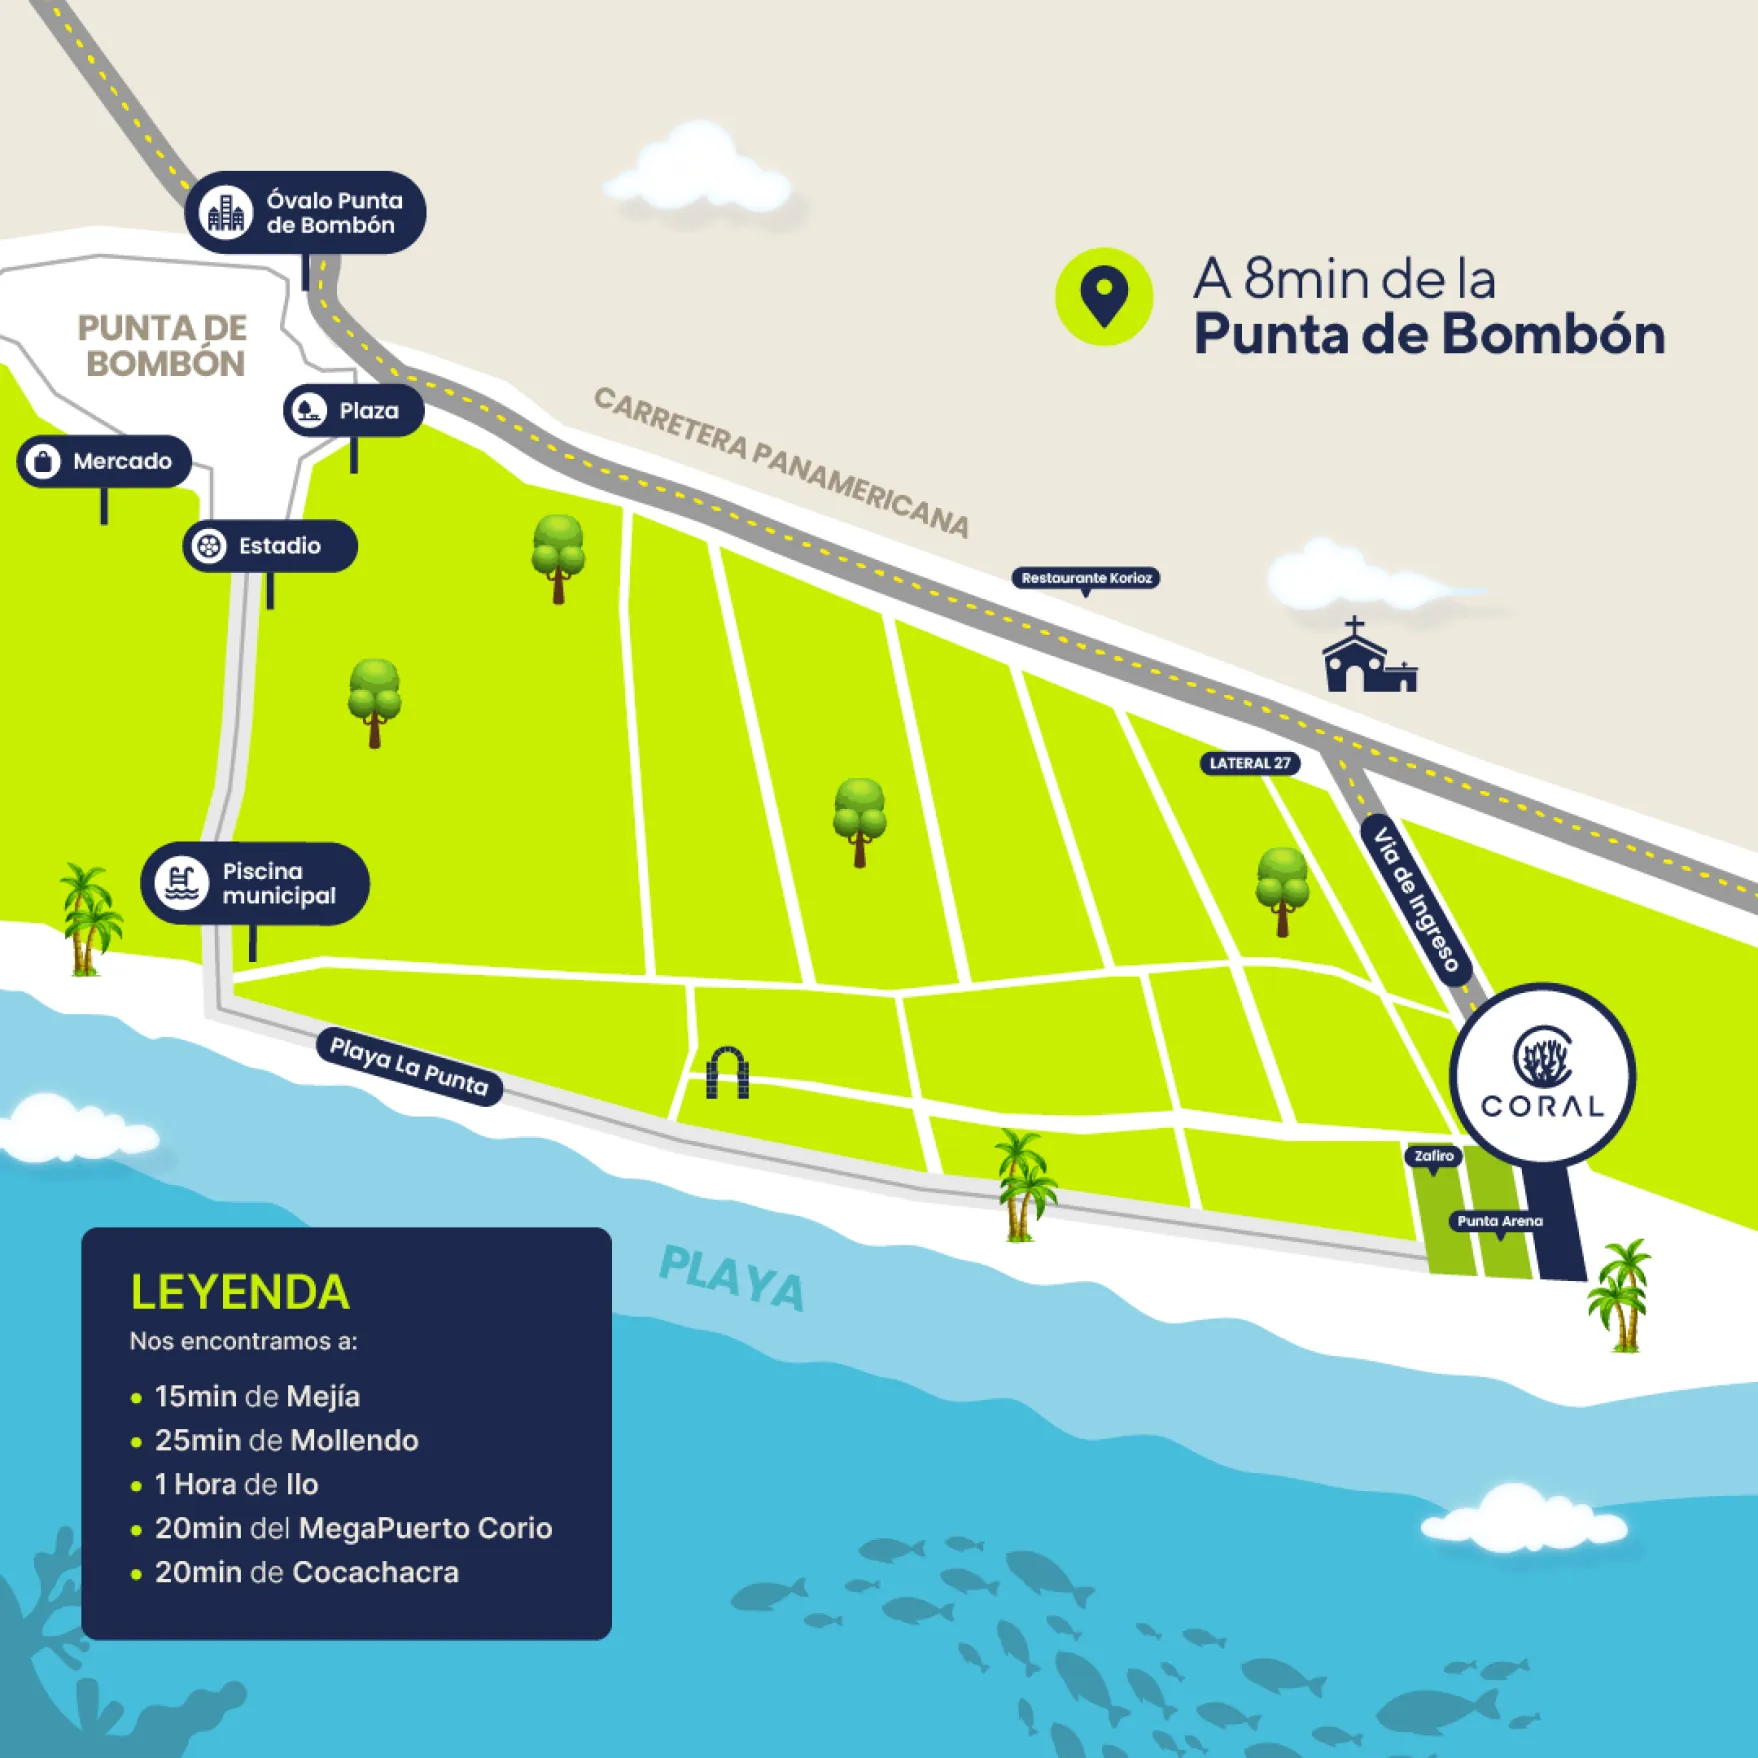 Óvalo Punta
de Bombón
PUNTA DE
BOMBÓN
Plaza
Mercado
Estadio
A 8min de la
Punta de Bombón
CARRETERA PANAMERICANA
Restaurante Korioz
LATERAL 27
Via de Ingreso
Piscina
municipal
Playa La Punta
CORAL
Zafiro
Punta Arena
PLAYA
LEYENDA
Nos encontramos a:
• 15min de Mejía
• 25min de Mollendo
• 1 Hora de Ilo
• 20min del MegaPuerto Corio
• 20min de Cocachacra